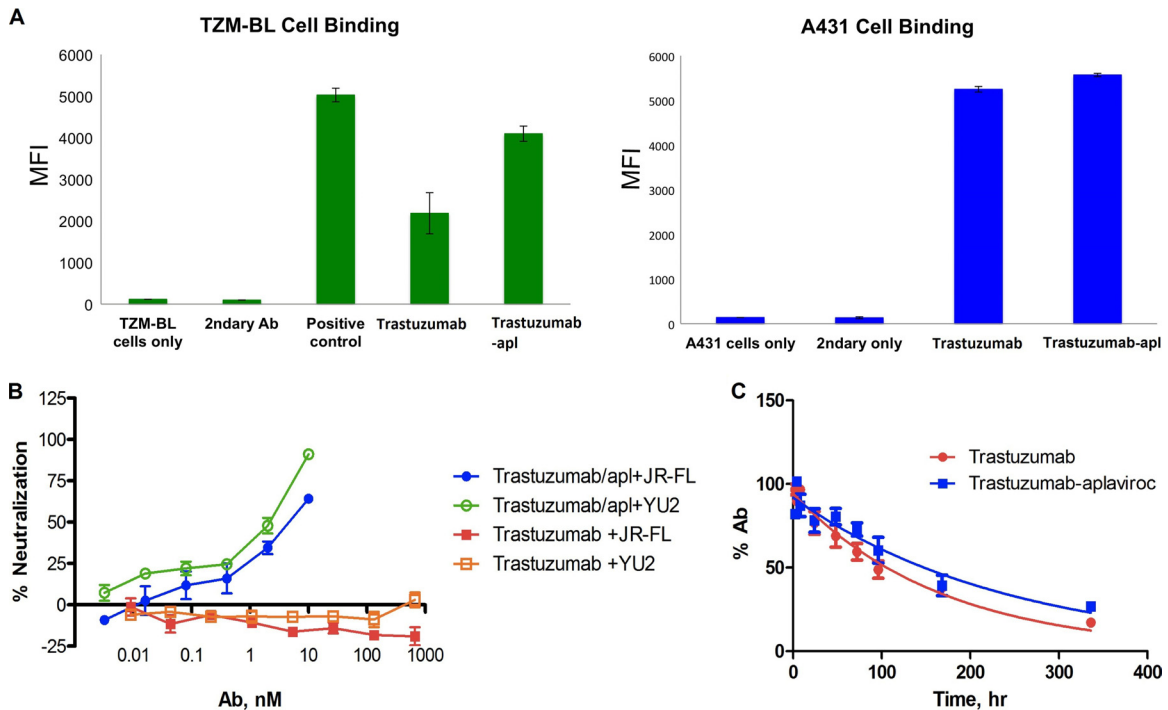 A
TZM-BL Cell Binding
6000
5000
4000
3000
2000
1000
0
MFI
TZM-BL
cells only
2ndary Ab
Positive
control
Trastuzumab
Trastuzumab
-apl
A431 Cell Binding
6000
5000
4000
3000
2000
1000
0
MFI
A431 cells only
2ndary only
Trastuzumab
Trastuzumab-apl
B
125
100
75
50
25
0
-25
% Neutralization
0.01
0.1
1
10
100
1000
Ab, nM
Trastuzumab/apl+JR-FL
Trastuzumab/apl+YU2
Trastuzumab +JR-FL
Trastuzumab +YU2
C
150
100
50
0
% Ab
0
100
200
300
400
Time, hr
Trastuzumab
Trastuzumab-aplaviroc